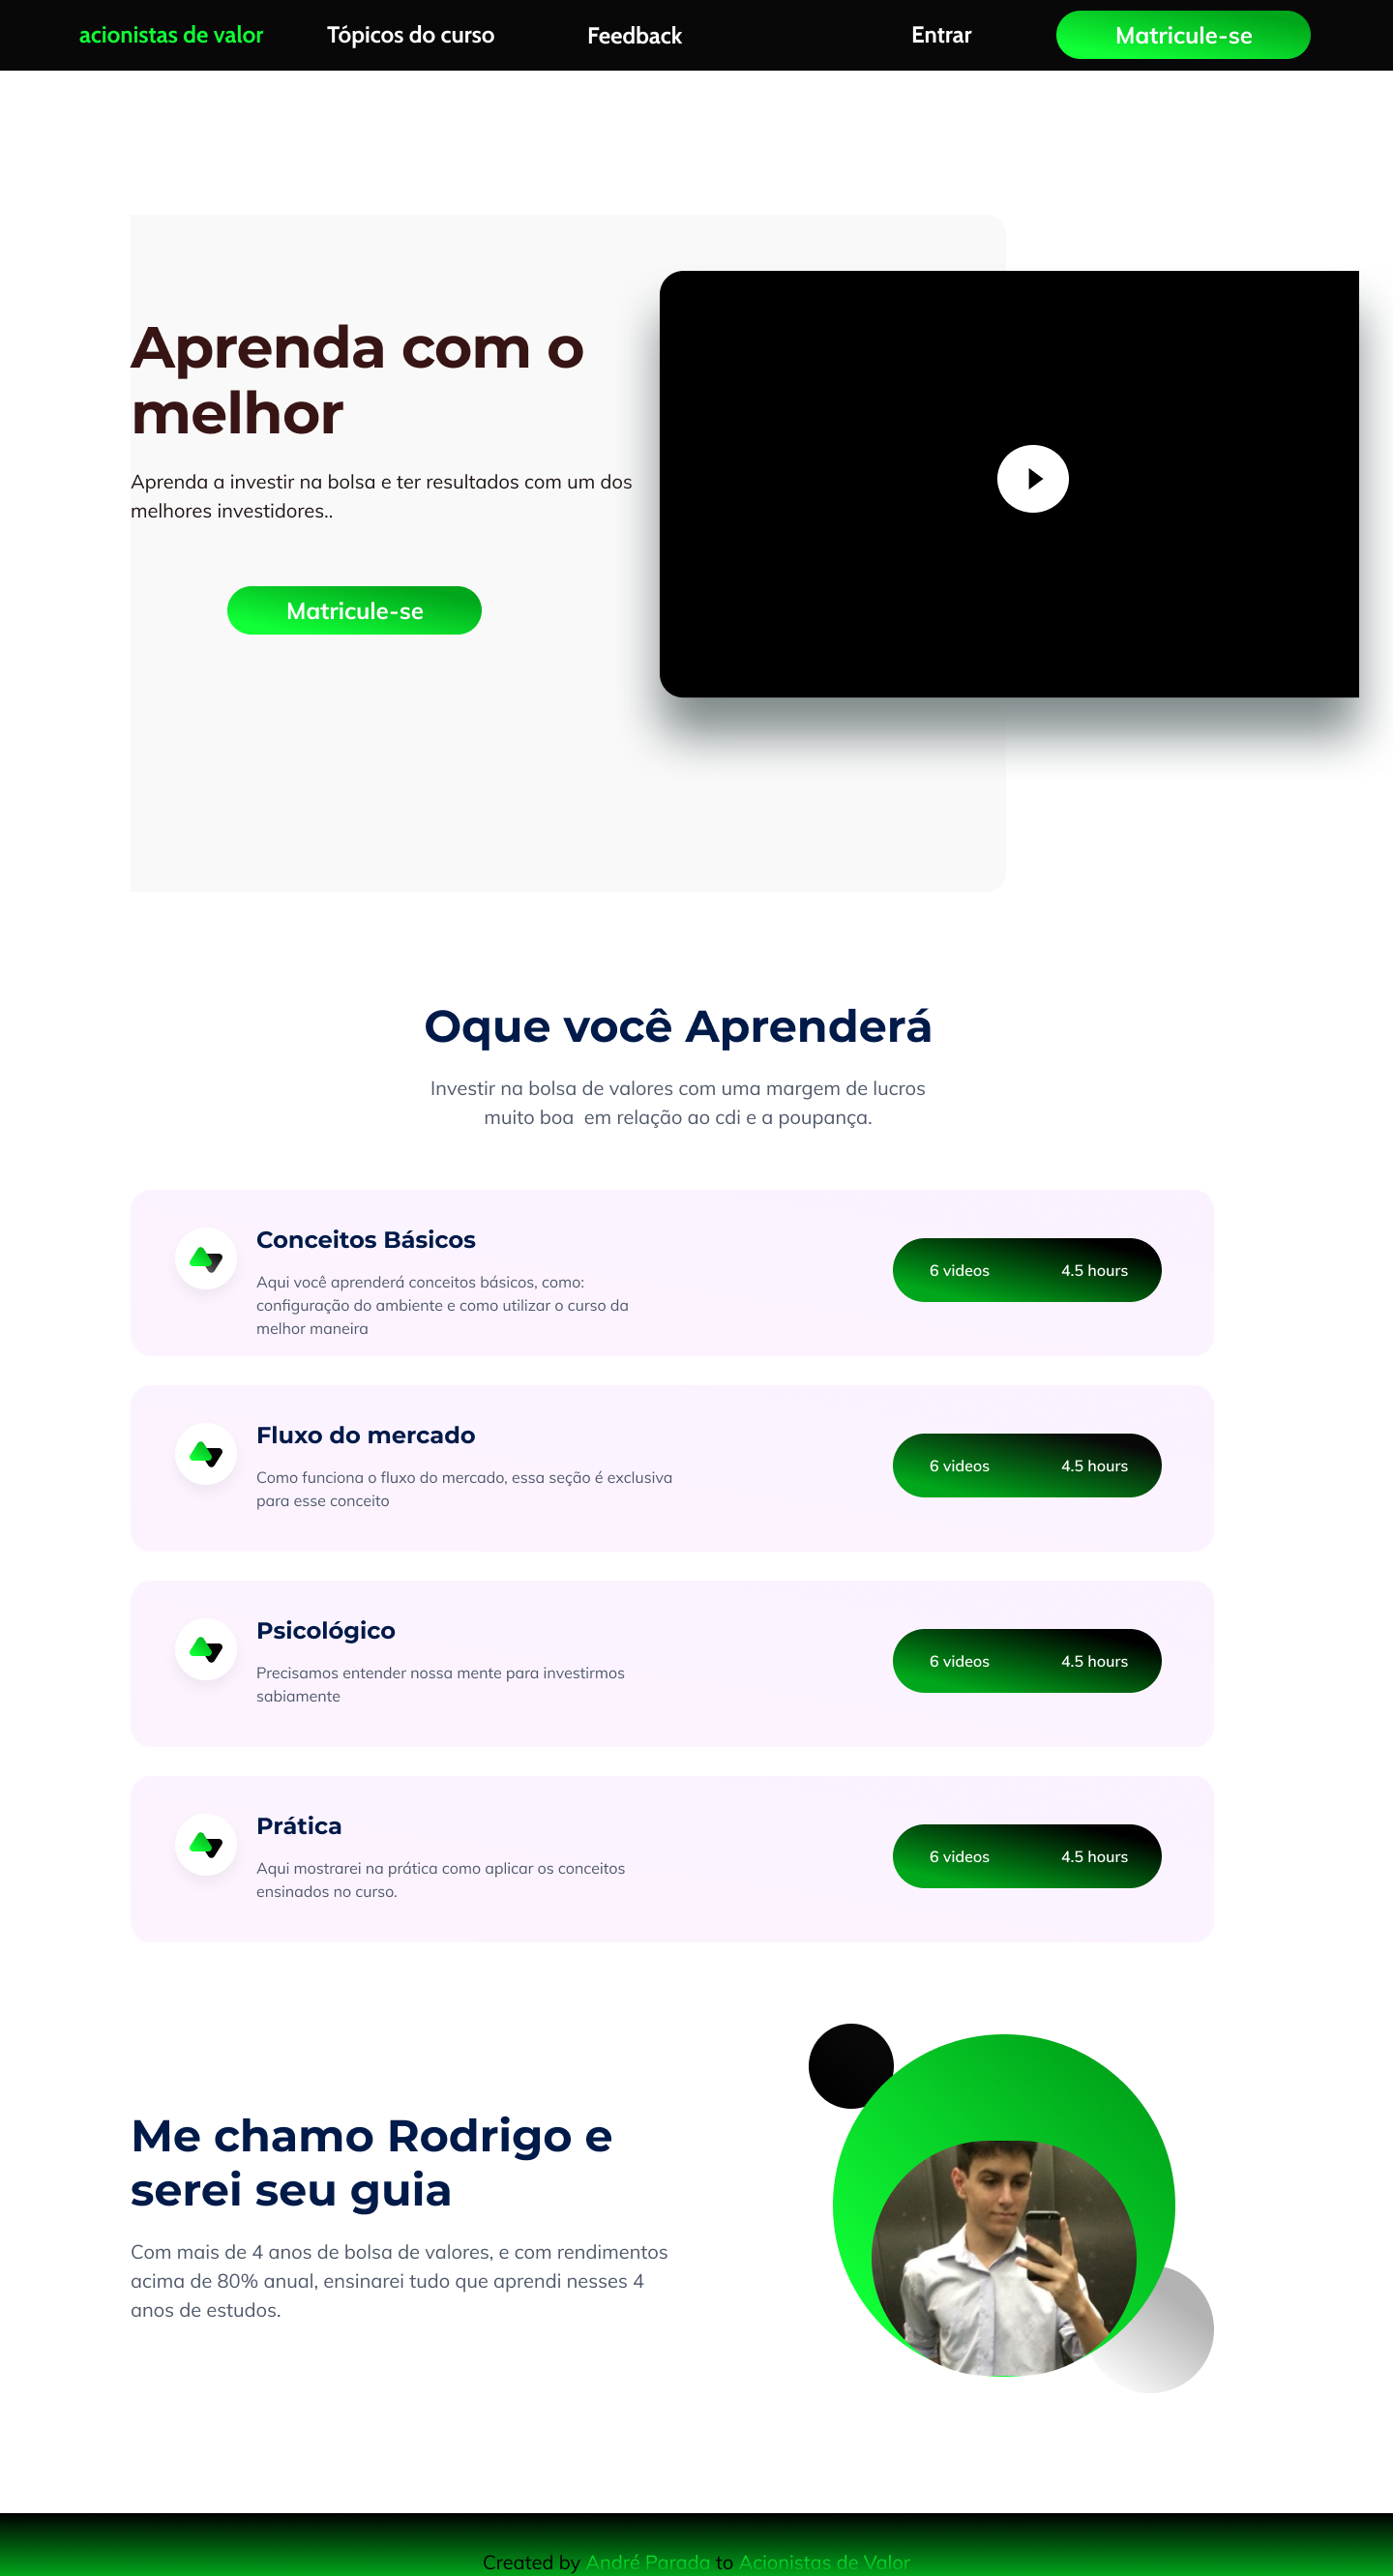 acionistas de valor
Tópicos do curso
Feedback
Entrar
Matricule-se
Aprenda com o
melhor
Aprenda a investir na bolsa e ter resultados com um dos
melhores investidores..
Matricule-se
Oque você Aprenderá
Investir na bolsa de valores com uma margem de lucros
muito boa  em relação ao cdi e a poupança.
Conceitos Básicos
Aqui você aprenderá conceitos básicos, como:
configuração do ambiente e como utilizar o curso da
melhor maneira
6 videos
4.5 hours
Fluxo do mercado
Como funciona o fluxo do mercado, essa seção é exclusiva
para esse conceito
6 videos
4.5 hours
Psicológico
Precisamos entender nossa mente para investirmos
sabiamente
6 videos
4.5 hours
Prática
Aqui mostrarei na prática como aplicar os conceitos
ensinados no curso.
6 videos
4.5 hours
Me chamo Rodrigo e
serei seu guia
Com mais de 4 anos de bolsa de valores, e com rendimentos
acima de 80% anual, ensinarei tudo que aprendi nesses 4
anos de estudos.
Created by André Parada to Acionistas de Valor